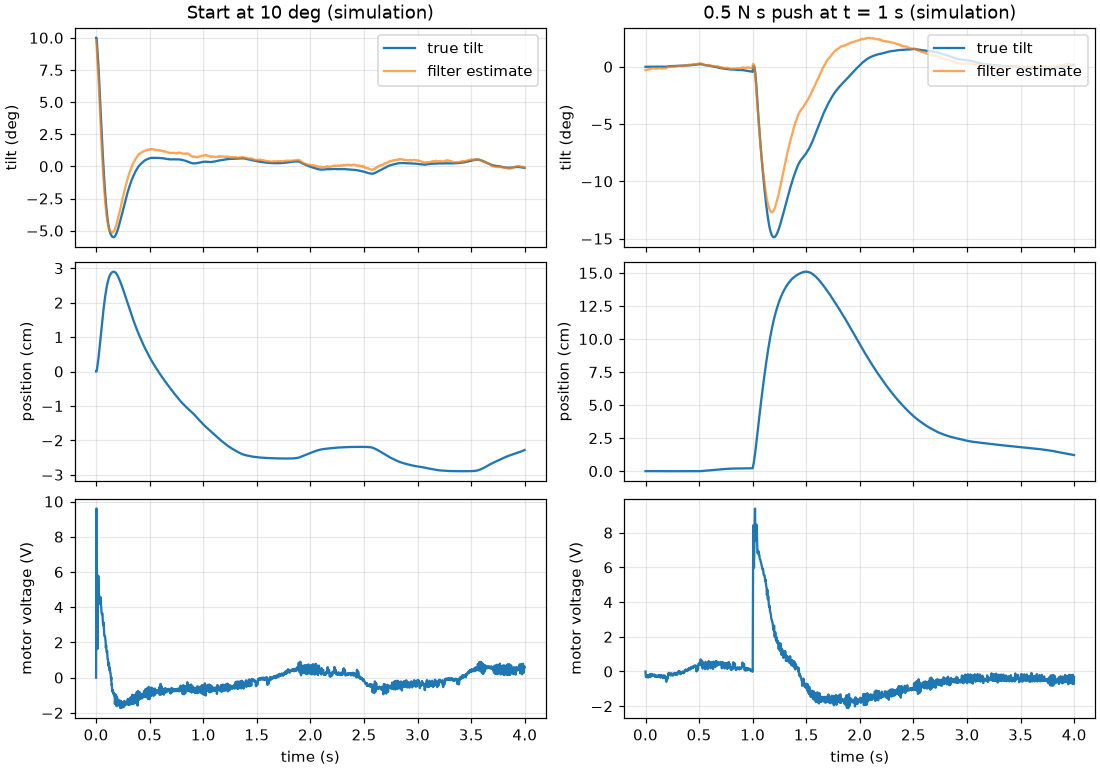 Start at 10 deg (simulation)
10.0
7.5
5.0
2.5
0.0
−2.5
−5.0
tilt (deg)
true tilt
filter estimate
0.5 N s push at t = 1 s (simulation)
0
−5
−10
−15
tilt (deg)
true tilt
filter estimate
3
2
1
0
−1
−2
−3
position (cm)
15.0
12.5
10.0
7.5
5.0
2.5
0.0
position (cm)
10
8
6
4
2
0
−2
motor voltage (V)
0.0 0.5 1.0 1.5 2.0 2.5 3.0 3.5 4.0
time (s)
8
6
4
2
0
−2
motor voltage (V)
0.0 0.5 1.0 1.5 2.0 2.5 3.0 3.5 4.0
time (s)